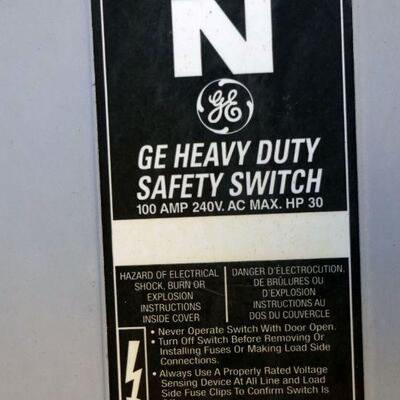 N
GE
GE HEAVY DUTY
SAFETY SWITCH
100 AMP 240V. AC MAX. HP 30
HAZARD OF ELECTRICAL
SHOCK, BURN OR
EXPLOSION
INSTRUCTIONS
INSIDE COVER
DANGER D'ÉLECTROCUTION,
DE BRÛLURES OU
D'EXPLOSION
INSTRUCTIONS AU
DOS DU COUVERCLE
• Never Operate Switch With Door Open.
• Turn Off Switch Before Removing Or
Installing Fuses Or Making Load Side
Connections.
• Always Use A Properly Rated Voltage
Sensing Device At All Line and Load
Side Fuse Clips To Confirm Switch Is